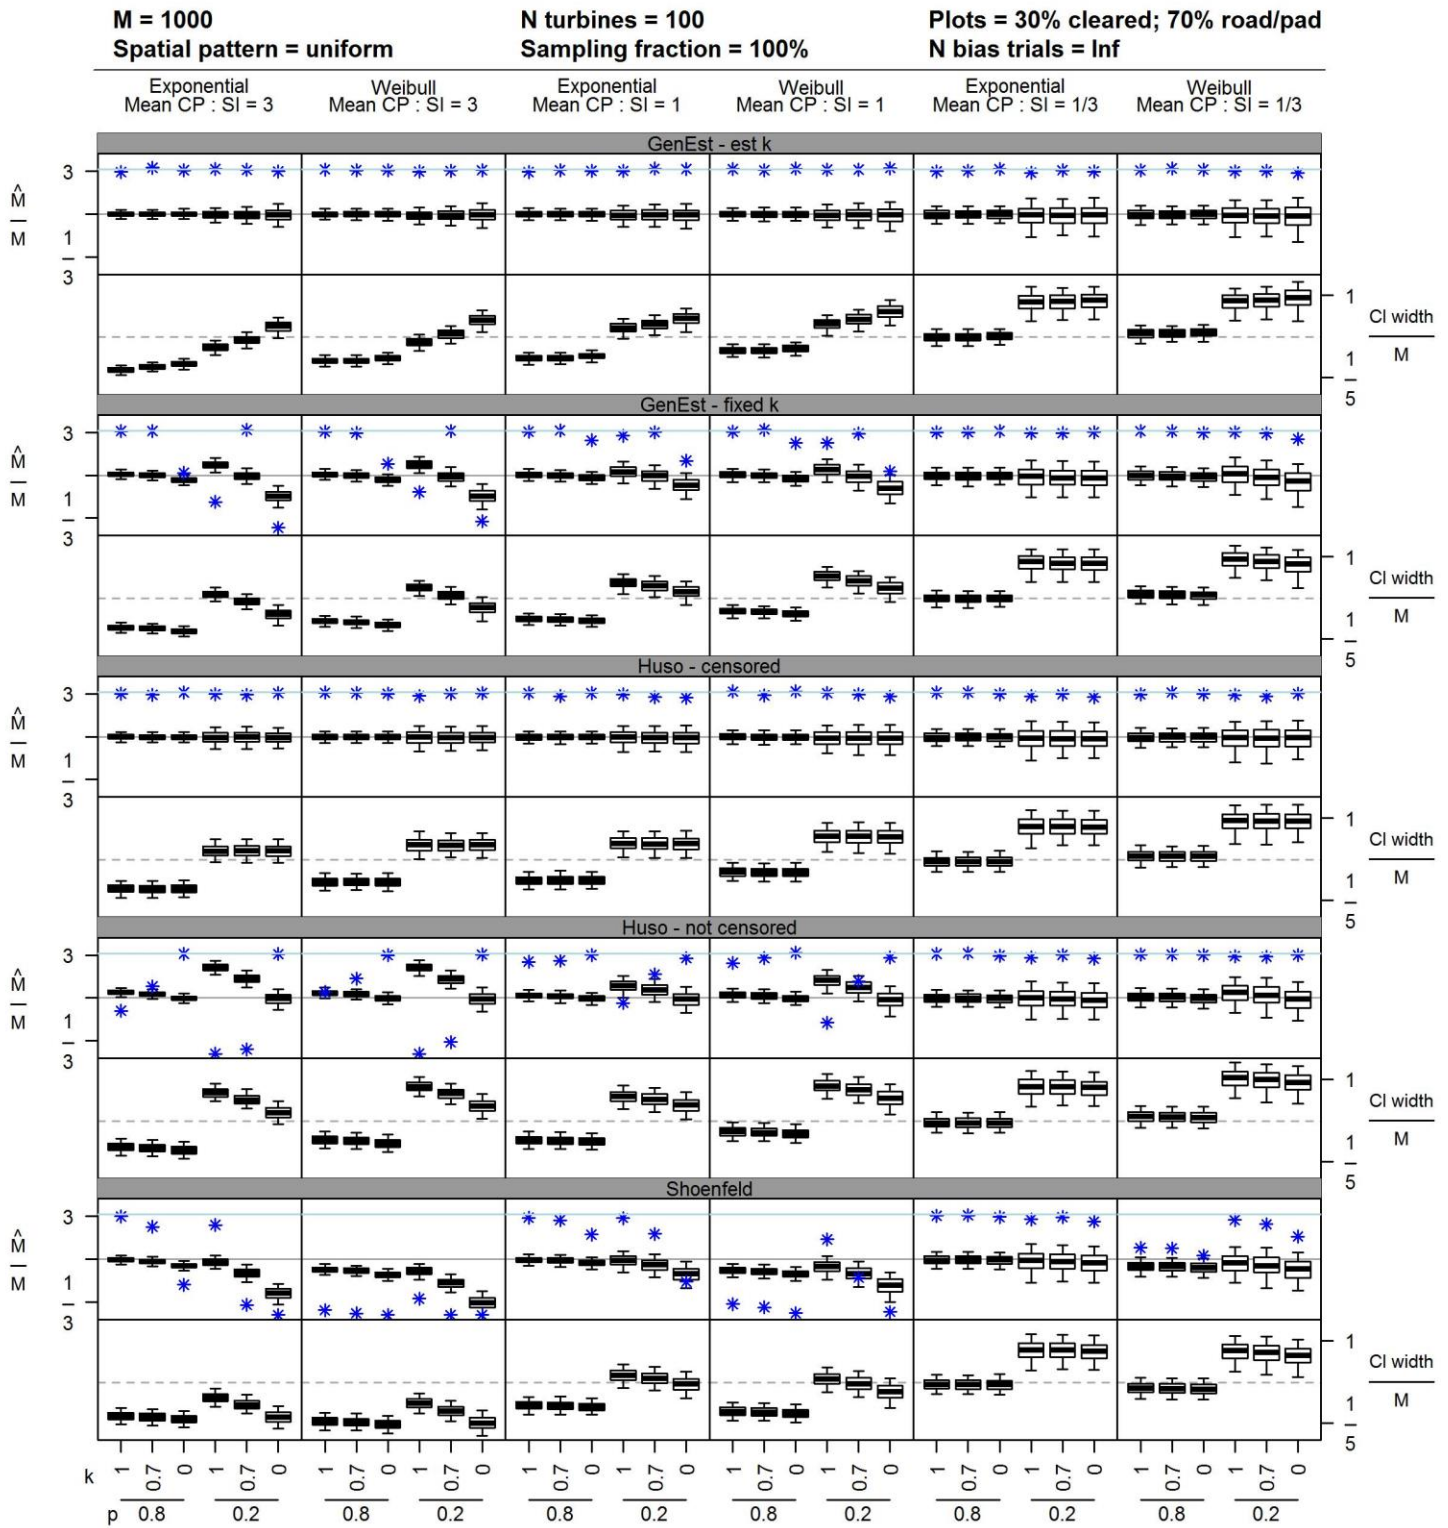 M = 1000 N turbines = 100 Plots = 30% cleared; 70% road/pad
Spatial pattern = uniform Sampling fraction = 100% N bias trials = Inf
Exponential Weibull Exponential Weibull Exponential Weibull
Mean CP : SI = 3 Mean CP : SI = 3 Mean CP : SI = 1 Mean CP : SI = 1 Mean CP : SI = 1/3 Mean CP : SI = 1/3
GenEst - est k
3
M̂
M
1
3
1
CI width
M
1
5
GenEst - fixed k
3
M̂
M
1
3
1
CI width
M
1
5
Huso - censored
3
M̂
M
1
3
1
CI width
M
1
5
Huso - not censored
3
M̂
M
1
3
1
CI width
M
1
5
Shoenfeld
3
M̂
M
1
3
1
CI width
M
1
5
k 1 0.7 0 1 0.7 0 1 0.7 0 1 0.7 0 1 0.7 0 1 0.7 0 1 0.7 0 1 0.7 0 1 0.7 0 1 0.7 0 1 0.7 0 1 0.7 0
p 0.8 0.2 0.8 0.2 0.8 0.2 0.8 0.2 0.8 0.2 0.8 0.2